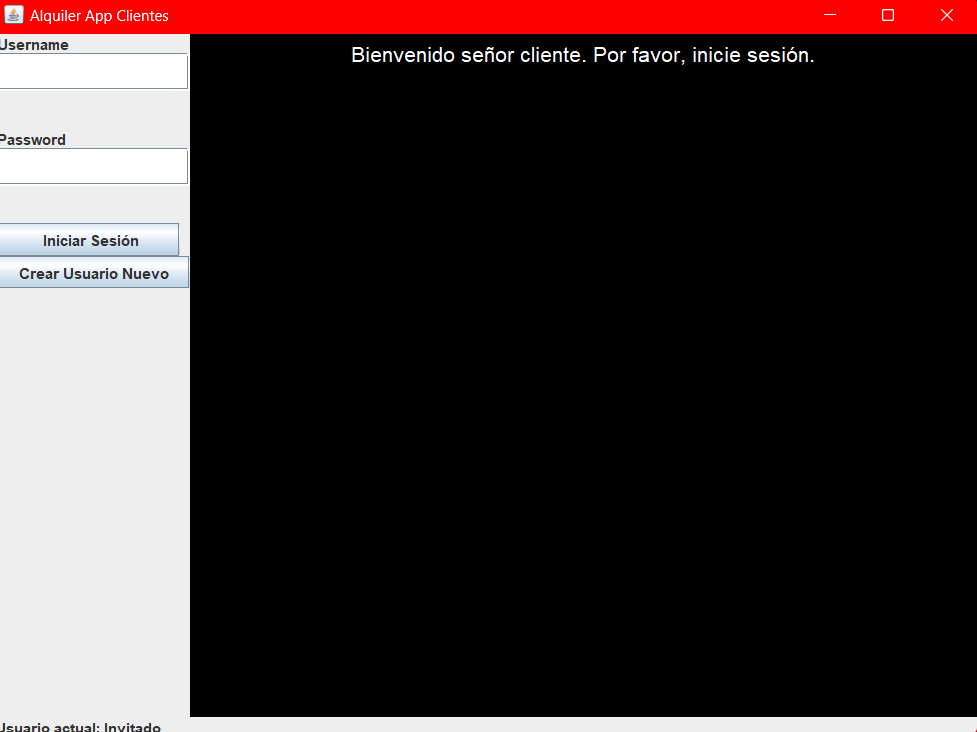 Alquiler App Clientes
Username
Bienvenido señor cliente. Por favor, inicie sesión.
Password
Iniciar Sesión
Crear Usuario Nuevo
Usuario actual: Invitado